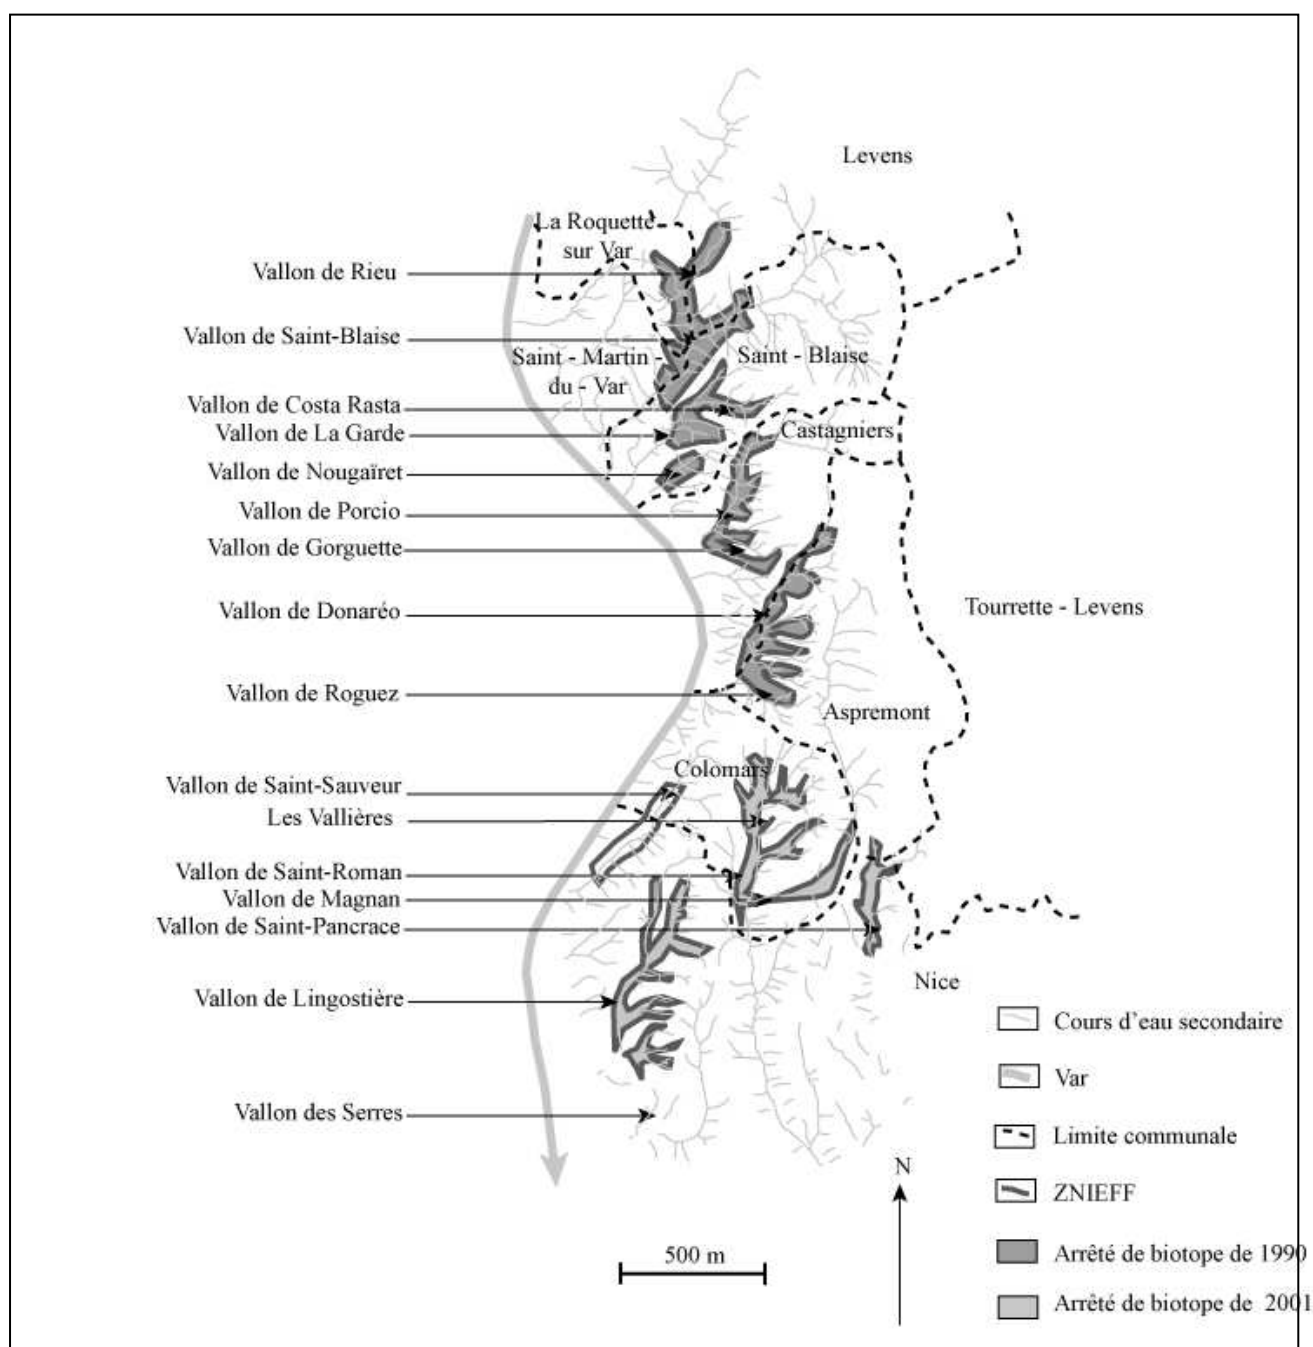 Levens
La Roquette
sur Var
Vallon de Rieu
Vallon de Saint-Blaise
Saint - Martin -
du - Var
Saint - Blaise
Vallon de Costa Rasta
Vallon de La Garde
Castagniers
Vallon de Nougaïret
Vallon de Porcio
Vallon de Gorguette
Vallon de Donaréo
Tourrette - Levens
Vallon de Roguez
Aspremont
Colomars
Vallon de Saint-Sauveur
Les Vallières
Vallon de Saint-Roman
Vallon de Magnan
Vallon de Saint-Pancrace
Nice
Vallon de Lingostière
Cours d'eau secondaire
Var
Vallon des Serres
Limite communale
N
ZNIEFF
500 m
Arrêté de biotope de 1990
Arrêté de biotope de 2001